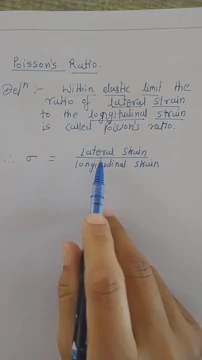 Poisson's Ratio.
Defⁿ :- Within elastic limit the
ratio of lateral strain
to the longitudinal strain
is called poision's ratio.
∴ σ = Lateral strain / Longitudinal strain